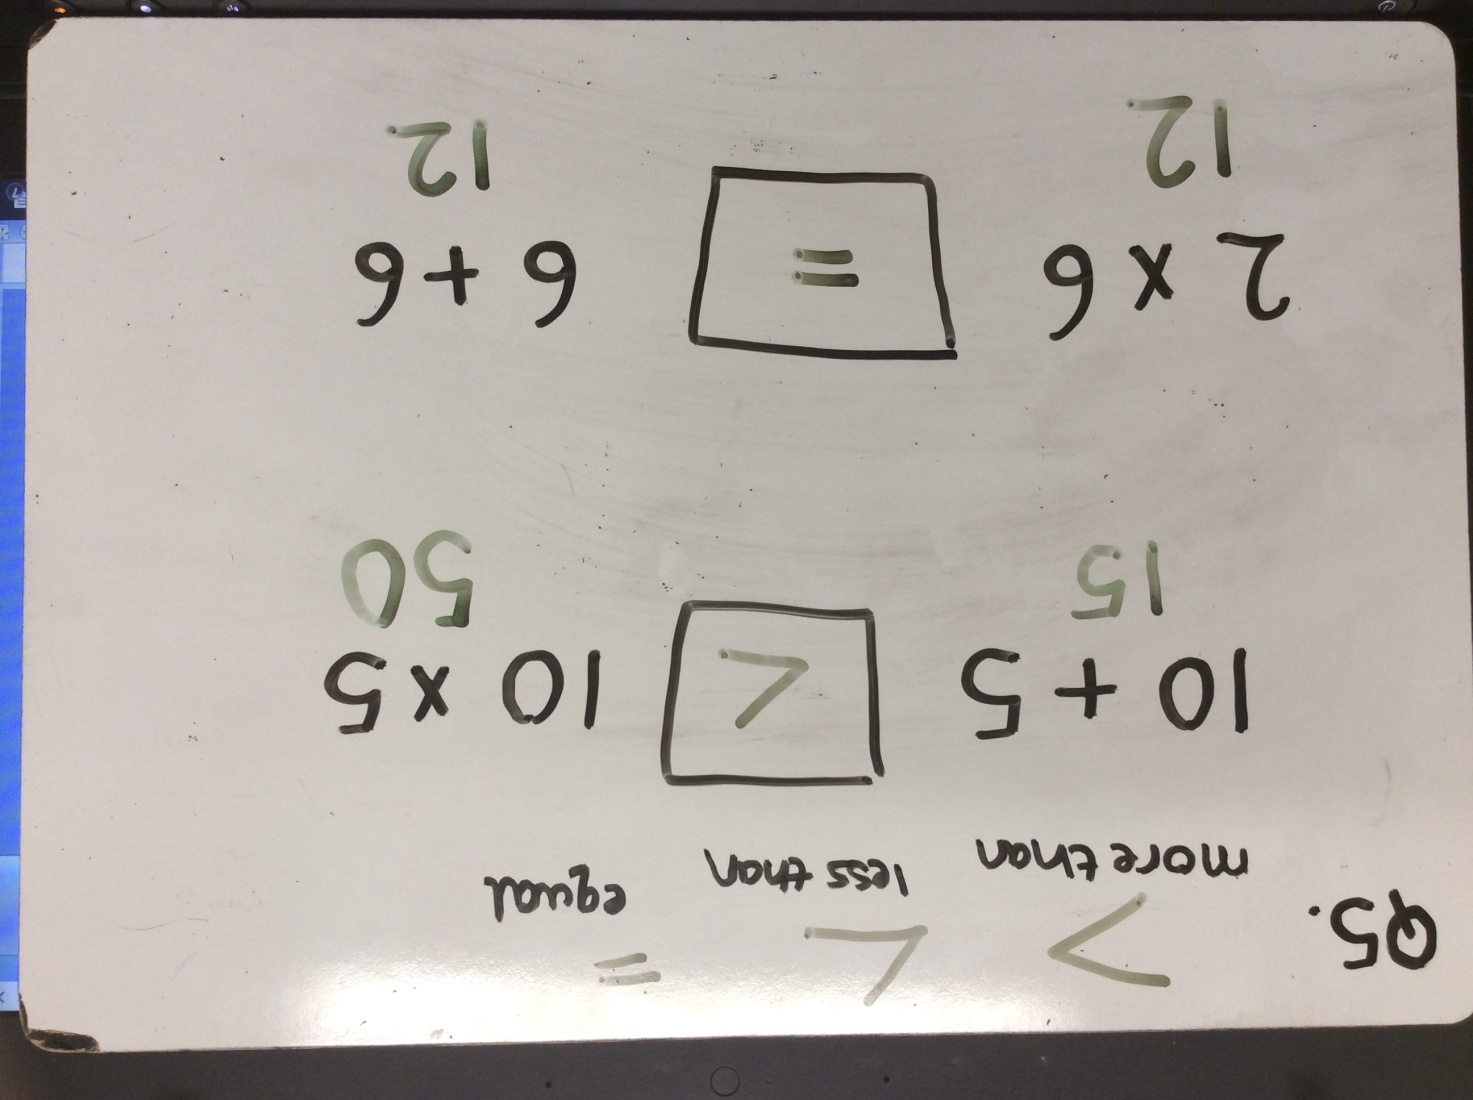 Q5. > < =
more than less than equal
10 + 5 < 10 x 5
15 50
2 x 6 = 6 + 6
12 12